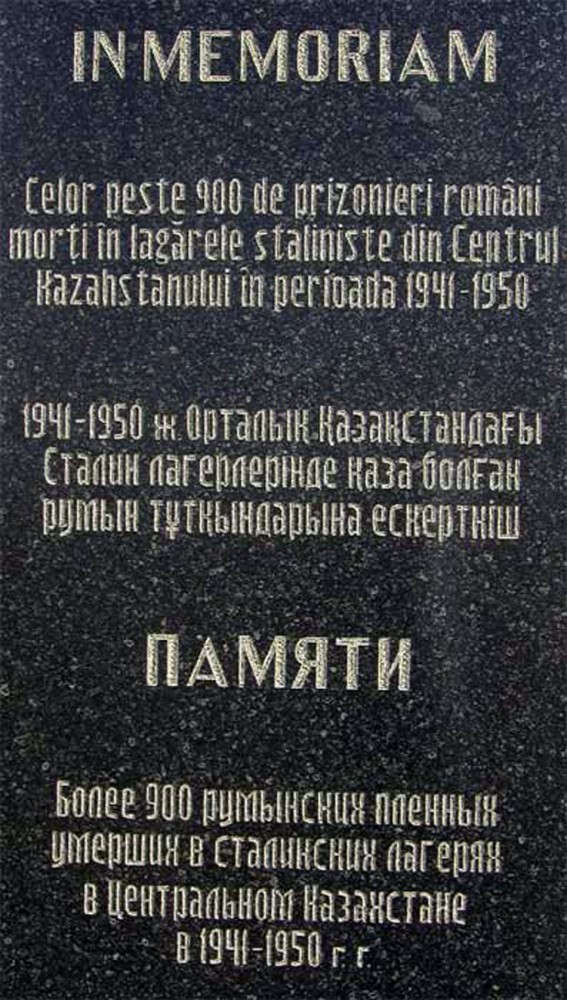 IN MEMORIAM
Celor peste 900 de prizonieri români
morți în lagărele staliniste din Centrul
Kazahstanului în perioada 1941-1950
1941-1950 ж. Орталық Қазақстандағы
Сталин лагерлерінде қаза болған
румын тұтқындарына ескерткіш
ПАМЯТИ
Более 900 румынских пленных
умерших в сталинских лагерях
в Центральном Казахстане
в 1941-1950 г. г.